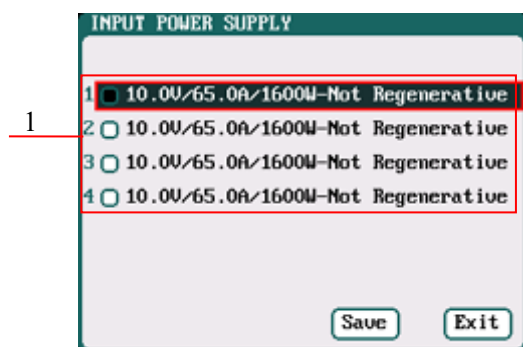 INPUT POWER SUPPLY
1 10.0V/65.0A/1600W-Not Regenerative
1
2 10.0V/65.0A/1600W-Not Regenerative
3 10.0V/65.0A/1600W-Not Regenerative
4 10.0V/65.0A/1600W-Not Regenerative
Save Exit